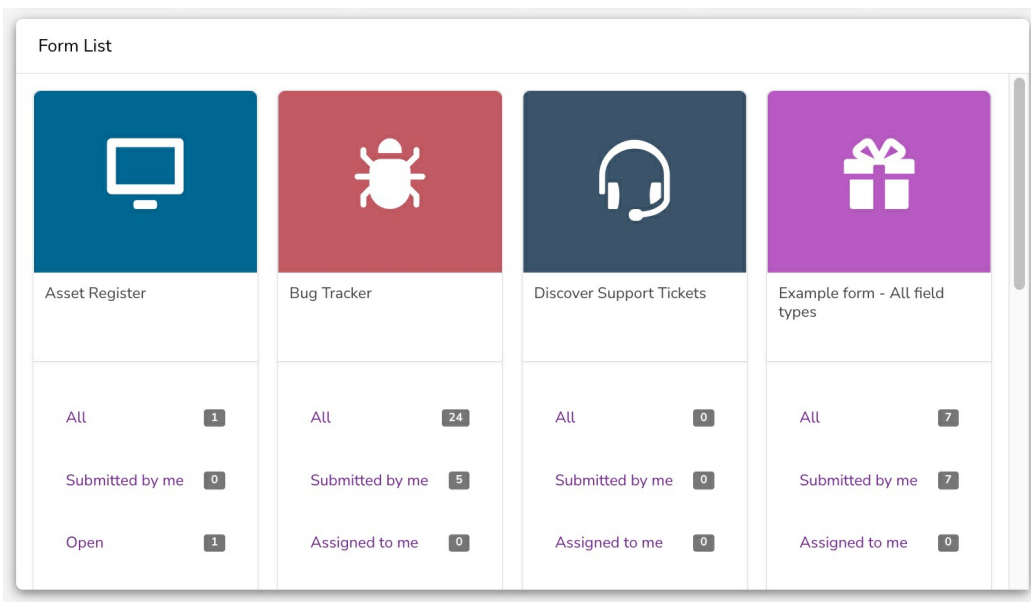 Form List
Asset Register
All 1
Submitted by me 0
Open 1
Bug Tracker
All 24
Submitted by me 5
Assigned to me 0
Discover Support Tickets
All 0
Submitted by me 0
Assigned to me 0
Example form - All field
types
All 7
Submitted by me 7
Assigned to me 0